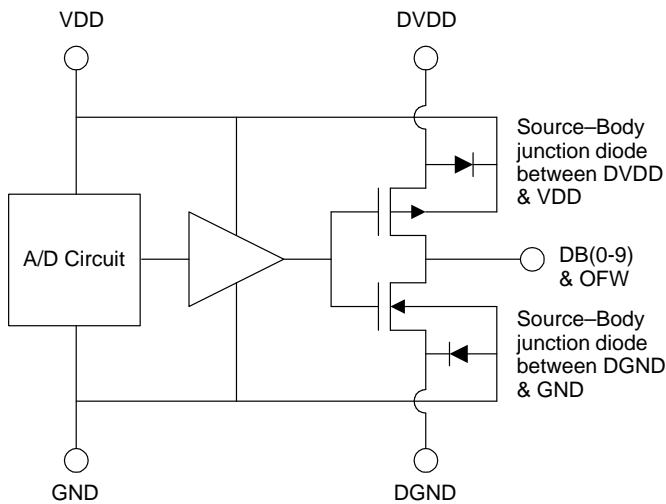 VDD
DVDD
Source–Body
junction diode
between DVDD
& VDD
A/D Circuit
DB(0-9)
& OFW
Source–Body
junction diode
between DGND
& GND
GND
DGND